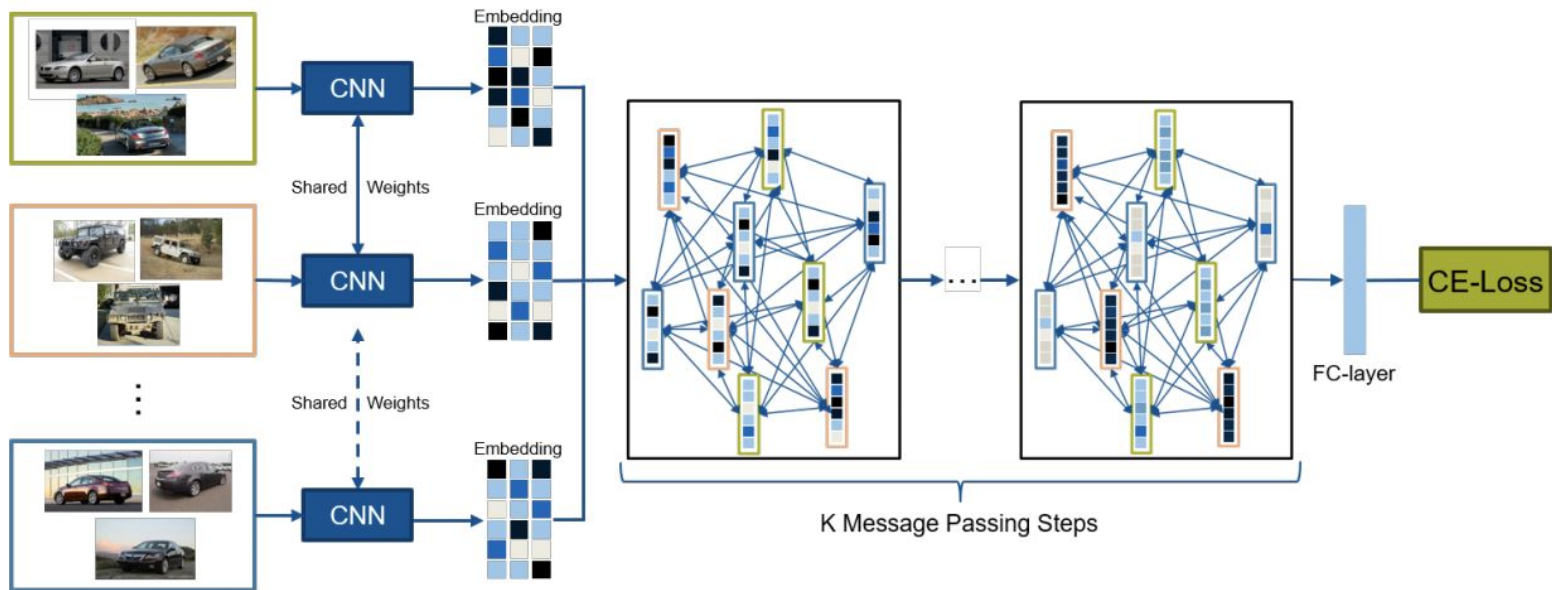 Embedding
CNN
Shared Weights
Embedding
CNN
...
FC-layer
CE-Loss
...
Shared Weights
Embedding
CNN
K Message Passing Steps